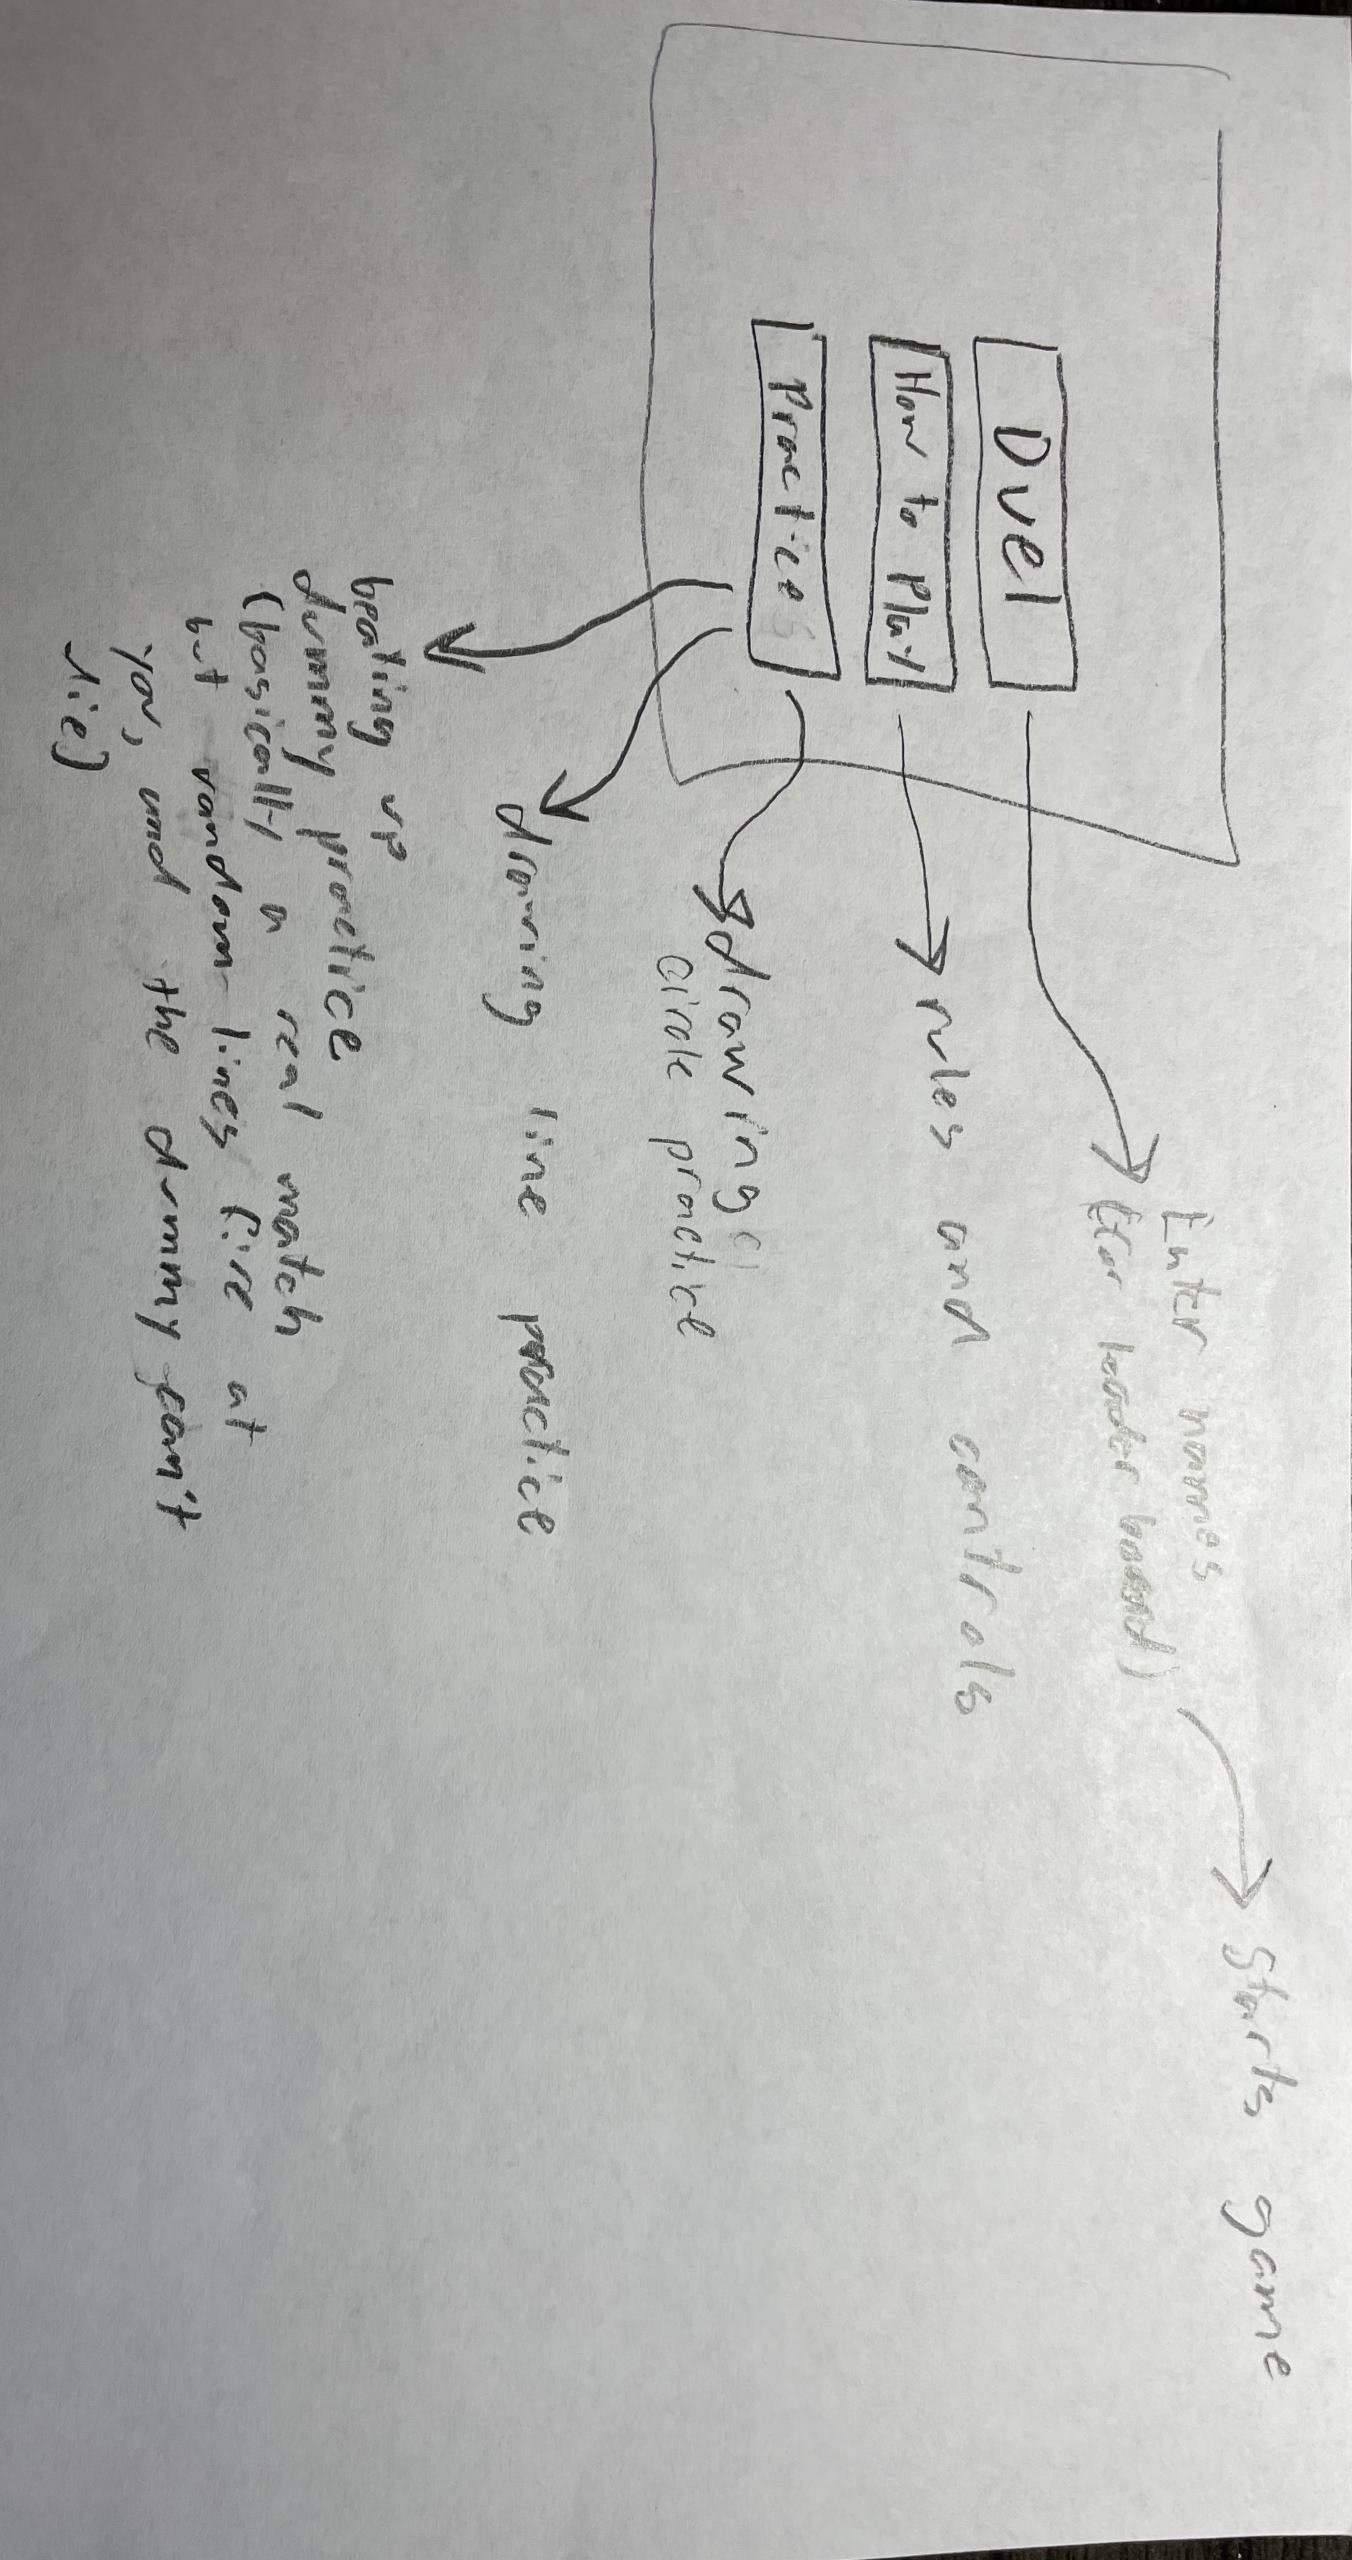 Duel
How to Play
Practice
Enter names
(for leader board)
Starts game
rules and controls
drawing
circle practice
drawing line practice
beating up
dummy practice
(basically a real match
but random lines fire at
you, and the dummy can't
die)